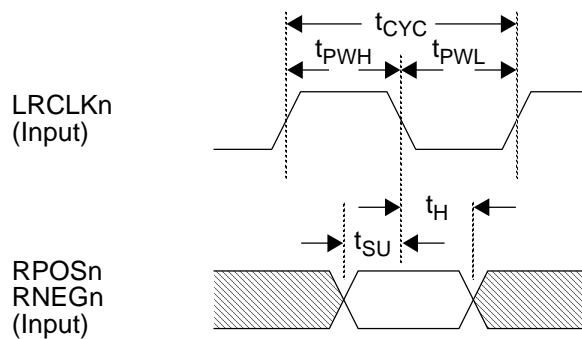 tCYC
tPWH
tPWL
LRCLKn
(Input)
tH
tSU
RPOSn
RNEGn
(Input)